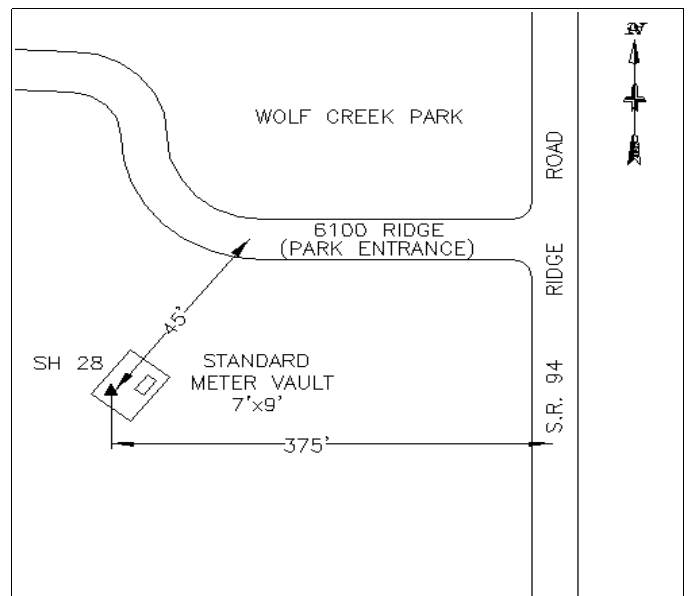 N
WOLF CREEK PARK
ROAD
6100 RIDGE
(PARK ENTRANCE)
RIDGE
45'
SH 28
STANDARD
METER VAULT
7'x9'
S.R. 94
375'